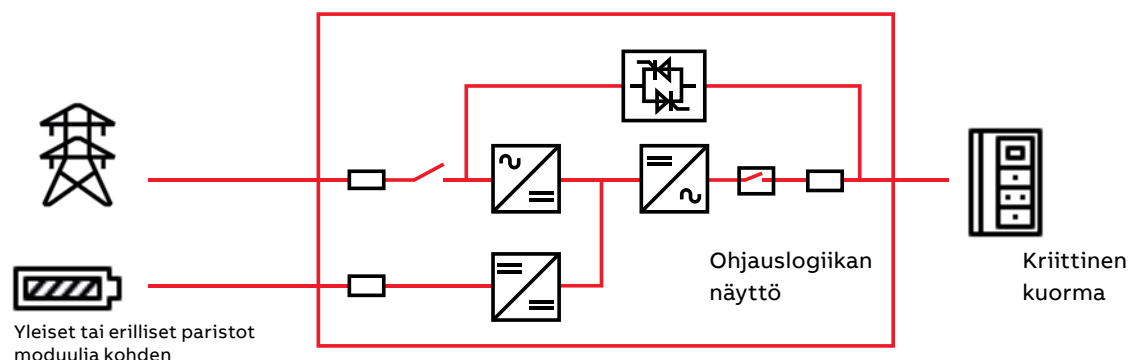 Ohjauslogiikan
näyttö
Kriittinen
kuorma
Yleiset tai erilliset paristot
moduulia kohden